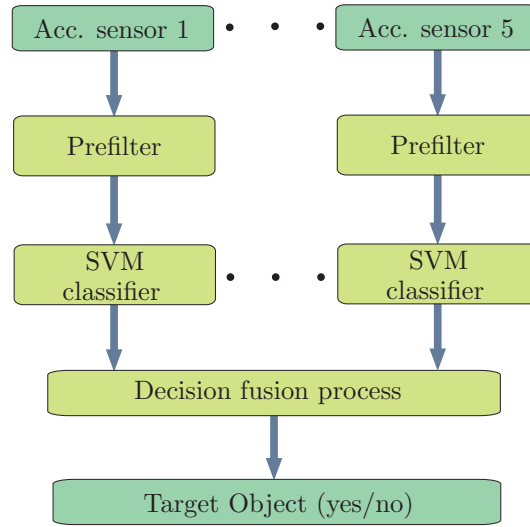 Acc. sensor 1 . . . Acc. sensor 5
Prefilter Prefilter
SVM SVM
classifier . . . classifier
Decision fusion process
Target Object (yes/no)